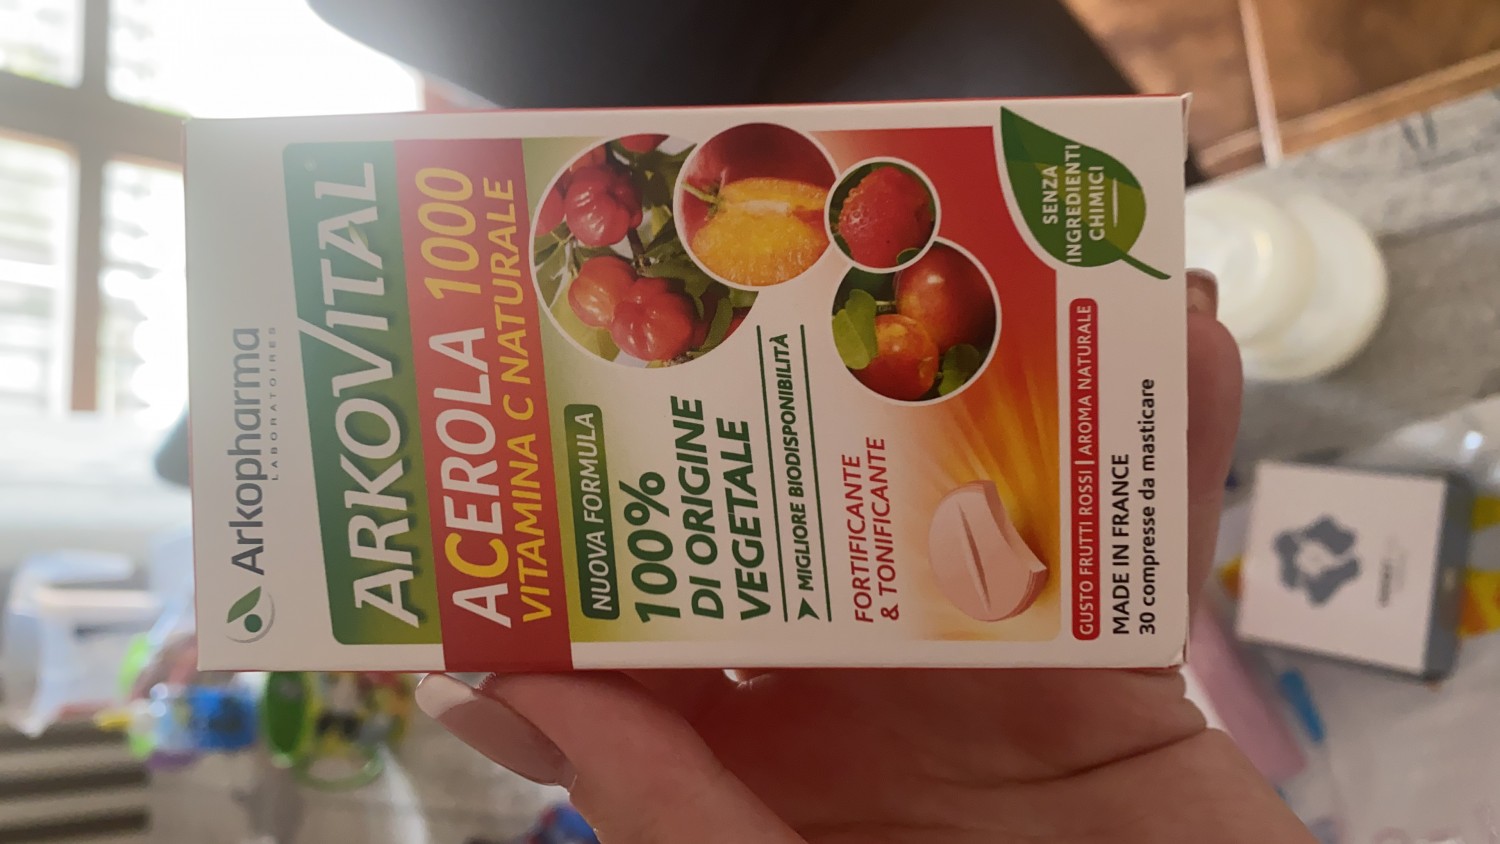 Arkopharma
LABORATOIRES
ARKOVITAL®
ACEROLA 1000
VITAMINA C NATURALE
NUOVA FORMULA
100%
DI ORIGINE
VEGETALE
MIGLIORE BIODISPONIBILITÀ
FORTIFICANTE
& TONIFICANTE
SENZA
INGREDIENTI
CHIMICI
GUSTO FRUTTI ROSSI | AROMA NATURALE
MADE IN FRANCE
30 compresse da masticare